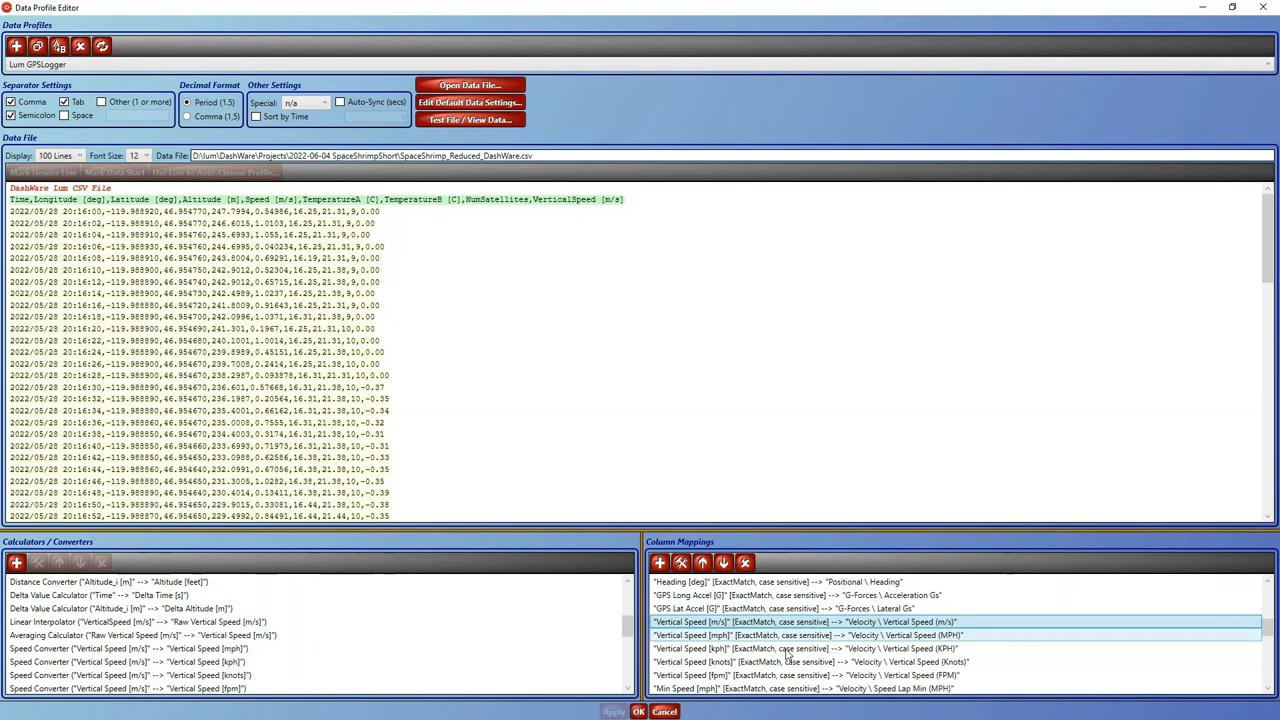 Data Profile Editor
Data Profiles
Lum GPSLogger
Separator Settings
Comma Tab Other (1 or more)
Semicolon Space
Decimal Format
Period (1.5)
Comma (1,5)
Other Settings
Special: n/a Auto-Sync (secs)
Sort by Time
Open Data File...
Edit Default Data Settings...
Test File / View Data...
Data File
Display: 100 Lines Font Size: 12 Data File: D:\lum\DashWare\Projects\2022-06-04 SpaceShrimpShort\SpaceShrimp_Reduced_DashWare.csv
Mark Header Line Mark Data Start Use Line to Auto-Choose Profile...
DashWare Lum CSV File
Time,Longitude [deg],Latitude [deg],Altitude [m],Speed [m/s],TemperatureA [C],TemperatureB [C],NumSatellites,VerticalSpeed [m/s]
2022/05/28 20:16:00,-119.988920,46.954770,247.7994,0.54986,16.25,21.31,9,0.00
2022/05/28 20:16:02,-119.988910,46.954770,246.6015,1.0103,16.25,21.31,9,0.00
2022/05/28 20:16:04,-119.988910,46.954760,245.6993,1.055,16.25,21.31,9,0.00
2022/05/28 20:16:06,-119.988910,46.954760,244.6995,0.040234,16.25,21.31,9,0.00
2022/05/28 20:16:08,-119.988910,46.954760,243.8004,0.69291,16.19,21.31,9,0.00
2022/05/28 20:16:10,-119.988900,46.954750,242.9012,0.52304,16.25,21.38,9,0.00
2022/05/28 20:16:12,-119.988900,46.954740,242.9012,0.65715,16.25,21.38,9,0.00
2022/05/28 20:16:14,-119.988900,46.954730,242.4989,1.0237,16.25,21.38,9,0.00
2022/05/28 20:16:16,-119.988900,46.954720,241.8009,0.91643,16.25,21.31,9,0.00
2022/05/28 20:16:18,-119.988900,46.954700,242.0996,1.0371,16.25,21.31,9,0.00
2022/05/28 20:16:20,-119.988900,46.954690,241.301,0.1967,16.25,21.31,10,0.00
2022/05/28 20:16:22,-119.988900,46.954680,240.1001,1.0014,16.25,21.31,10,0.00
2022/05/28 20:16:24,-119.988900,46.954670,239.8989,0.45151,16.25,21.38,10,0.00
2022/05/28 20:16:26,-119.988900,46.954670,239.7008,0.2414,16.25,21.38,10,0.00
2022/05/28 20:16:28,-119.988890,46.954670,238.2987,0.093878,16.31,21.31,10,0.00
2022/05/28 20:16:30,-119.988890,46.954670,236.601,0.57668,16.31,21.38,10,-0.37
2022/05/28 20:16:32,-119.988890,46.954670,236.1987,0.20564,16.31,21.38,10,-0.35
2022/05/28 20:16:34,-119.988880,46.954660,235.4001,0.66162,16.31,21.38,10,-0.34
2022/05/28 20:16:36,-119.988860,46.954670,235.0008,0.7555,16.31,21.38,10,-0.32
2022/05/28 20:16:38,-119.988850,46.954660,234.4003,0.3174,16.31,21.38,10,-0.31
2022/05/28 20:16:40,-119.988850,46.954660,233.6993,0.71973,16.31,21.38,10,-0.31
2022/05/28 20:16:42,-119.988850,46.954650,233.0988,0.62586,16.31,21.38,10,-0.33
2022/05/28 20:16:44,-119.988860,46.954650,232.0991,0.67056,16.38,21.31,10,-0.35
2022/05/28 20:16:46,-119.988860,46.954650,231.3005,1.0282,16.38,21.38,10,-0.35
2022/05/28 20:16:48,-119.988860,46.954650,230.4014,0.13411,16.38,21.38,10,-0.39
2022/05/28 20:16:50,-119.988860,46.954650,229.9015,0.33081,16.44,21.38,10,-0.38
2022/05/28 20:16:52,-119.988870,46.954650,229.4992,0.84491,16.44,21.44,10,-0.35
Calculators / Converters
Distance Converter ("Altitude_i [m]" --> "Altitude [feet]")
Delta Value Calculator ("Time" --> "Delta Time [s]")
Delta Value Calculator ("Altitude_i [m]" --> "Delta Altitude [m]")
Linear Interpolator ("VerticalSpeed [m/s]" --> "Raw Vertical Speed [m/s]")
Averaging Calculator ("Raw Vertical Speed [m/s]" --> "Vertical Speed [m/s]")
Speed Converter ("Vertical Speed [m/s]" --> "Vertical Speed [mph]")
Speed Converter ("Vertical Speed [m/s]" --> "Vertical Speed [kph]")
Speed Converter ("Vertical Speed [m/s]" --> "Vertical Speed [knots]")
Speed Converter ("Vertical Speed [m/s]" --> "Vertical Speed [fpm]")
Column Mappings
"Heading [deg]" [ExactMatch, case sensitive] --> "Positional \ Heading"
"GPS Long Accel [G]" [ExactMatch, case sensitive] --> "G-Forces \ Acceleration Gs"
"GPS Lat Accel [G]" [ExactMatch, case sensitive] --> "G-Forces \ Lateral Gs"
"Vertical Speed [m/s]" [ExactMatch, case sensitive] --> "Velocity \ Vertical Speed (m/s)"
"Vertical Speed [mph]" [ExactMatch, case sensitive] --> "Velocity \ Vertical Speed (MPH)"
"Vertical Speed [kph]" [ExactMatch, case sensitive] --> "Velocity \ Vertical Speed (KPH)"
"Vertical Speed [knots]" [ExactMatch, case sensitive] --> "Velocity \ Vertical Speed (Knots)"
"Vertical Speed [fpm]" [ExactMatch, case sensitive] --> "Velocity \ Vertical Speed (FPM)"
"Min Speed [mph]" [ExactMatch, case sensitive] --> "Velocity \ Speed Lap Min (MPH)"
Apply OK Cancel